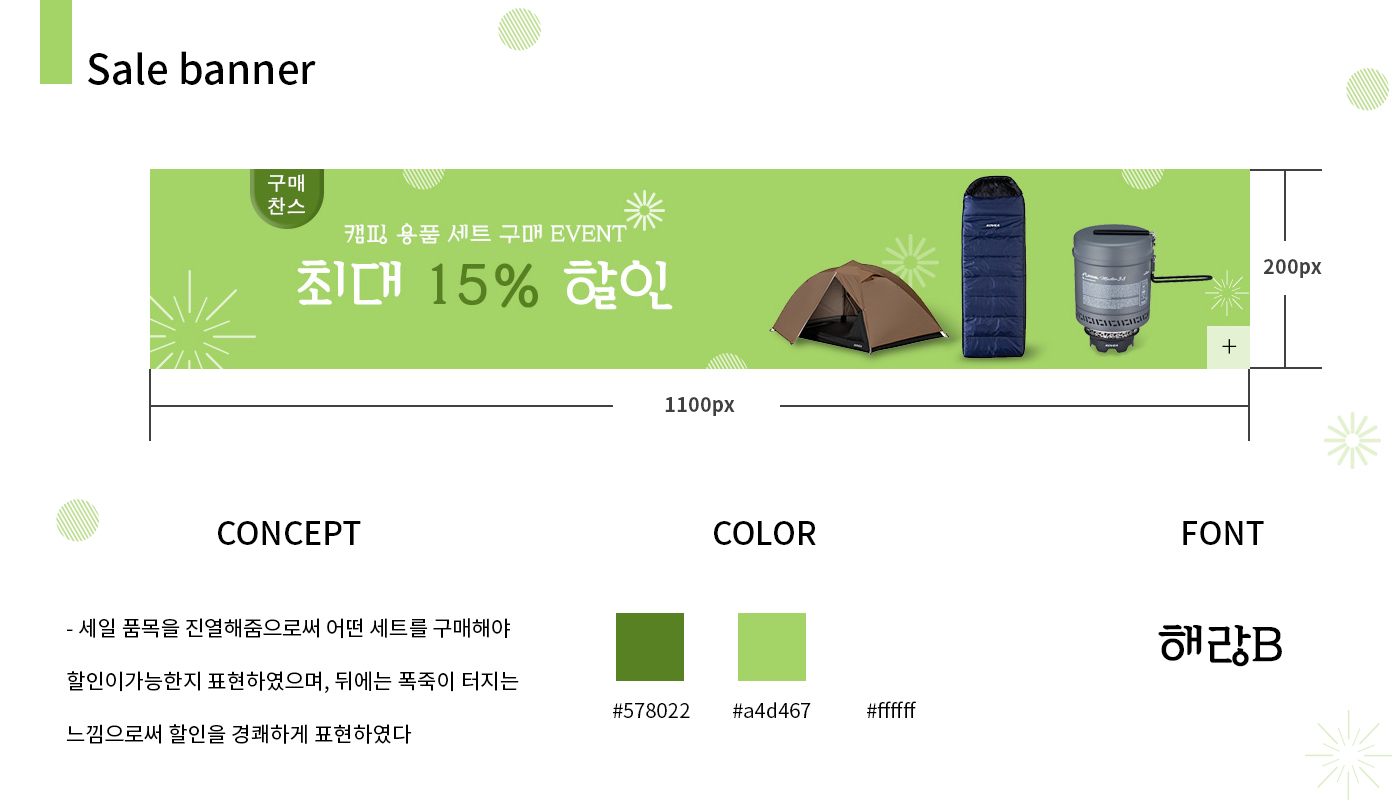 Sale banner
구매
찬스
캠핑 용품 세트 구매 EVENT
최대 15% 할인
+
200px
1100px
CONCEPT
COLOR
FONT
- 세일 품목을 진열해줌으로써 어떤 세트를 구매해야
할인이가능한지 표현하였으며, 뒤에는 폭죽이 터지는
느낌으로써 할인을 경쾌하게 표현하였다
#578022
#a4d467
#ffffff
해랑B